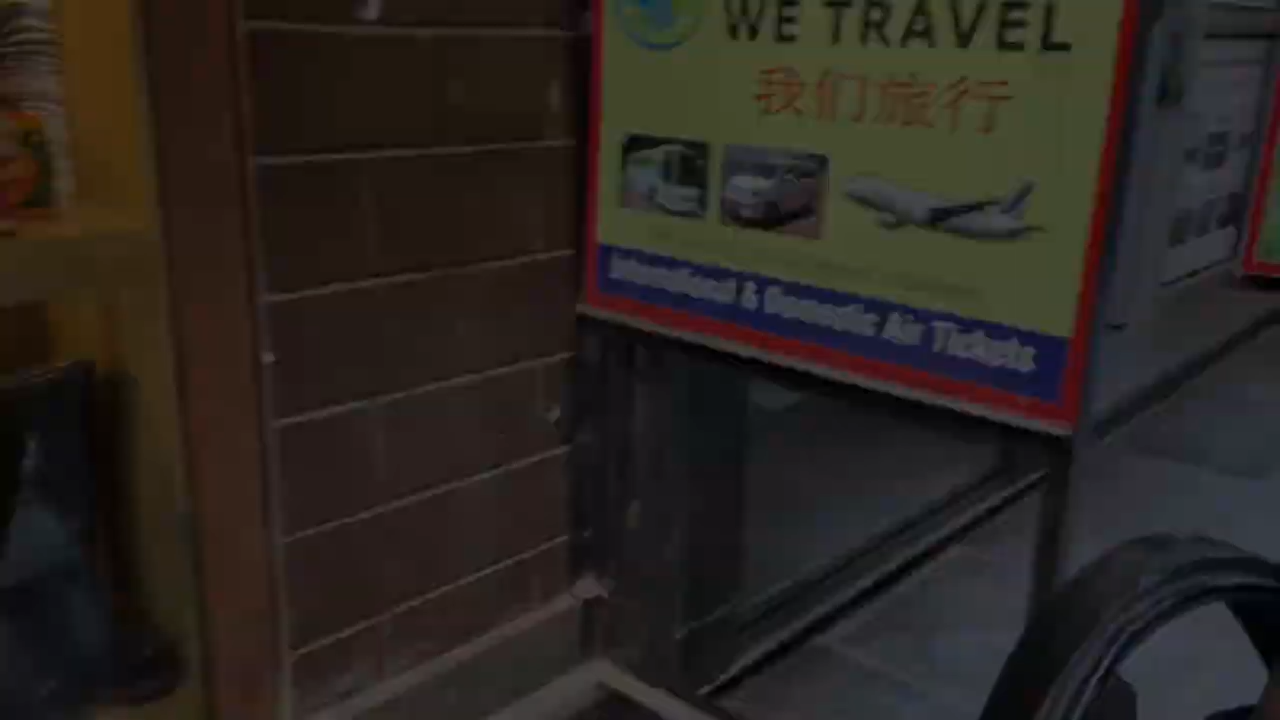 WE TRAVEL
我们旅行
International & Domestic Air Tickets